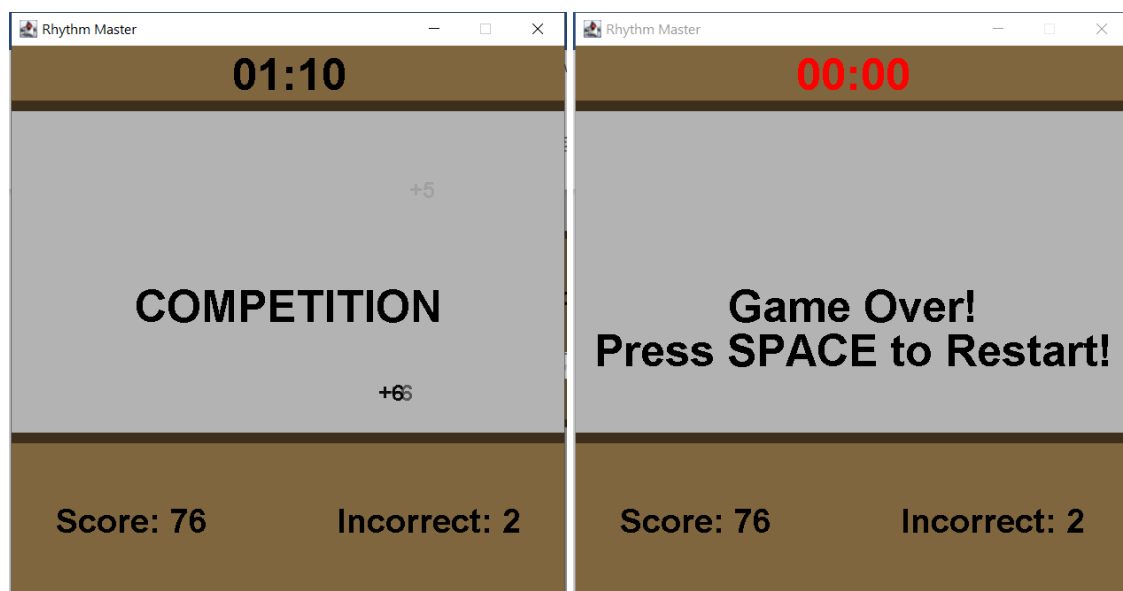 Rhythm Master
01:10
+5
COMPETITION
+66
Score: 76 Incorrect: 2
Rhythm Master
00:00
Game Over!
Press SPACE to Restart!
Score: 76 Incorrect: 2